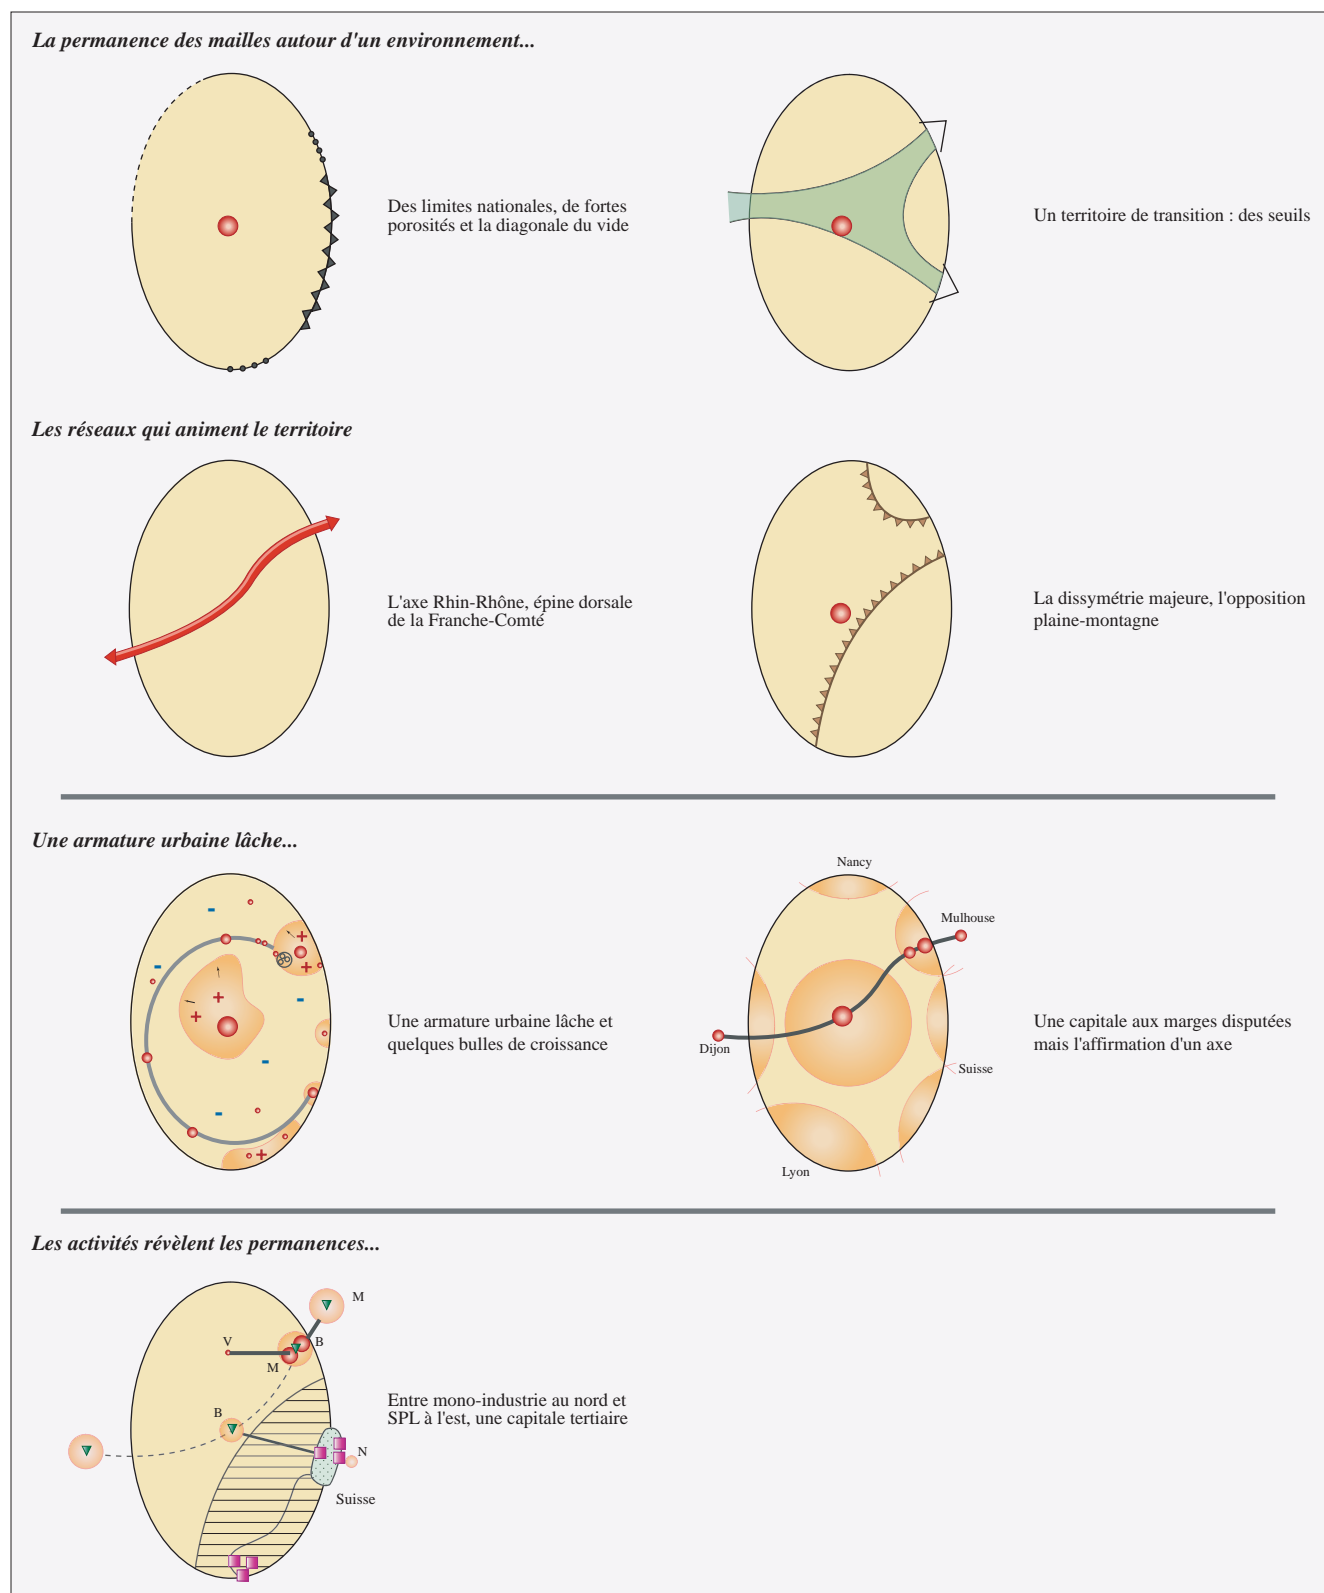 La permanence des mailles autour d'un environnement...
Des limites nationales, de fortes
porosités et la diagonale du vide
Un territoire de transition : des seuils
Les réseaux qui animent le territoire
L'axe Rhin-Rhône, épine dorsale
de la Franche-Comté
La dissymétrie majeure, l'opposition
plaine-montagne
Une armature urbaine lâche...
Une armature urbaine lâche et
quelques bulles de croissance
Nancy
Mulhouse
Dijon
Suisse
Lyon
Une capitale aux marges disputées
mais l'affirmation d'un axe
Les activités révèlent les permanences...
M
V
B
M
B
N
Suisse
Entre mono-industrie au nord et
SPL à l'est, une capitale tertiaire